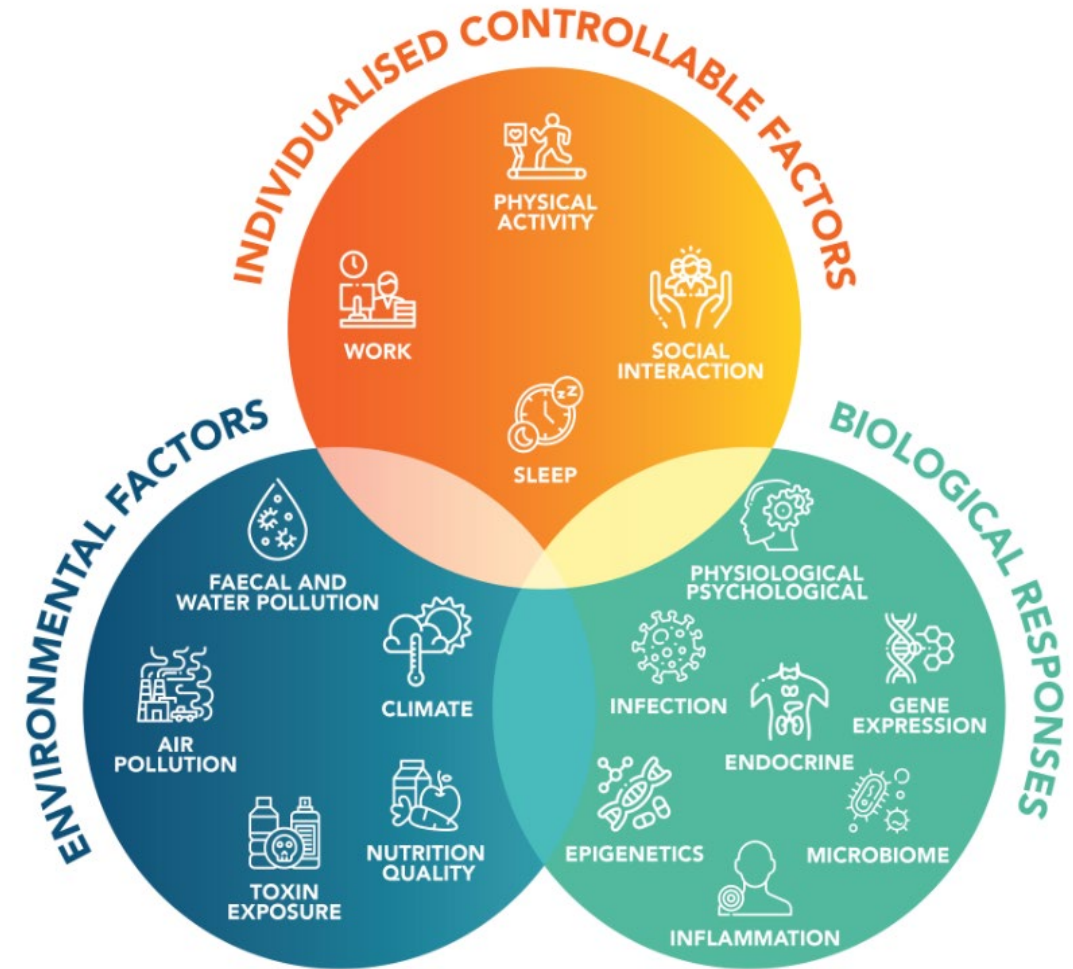 INDIVIDUALISED CONTROLLABLE FACTORS
PHYSICAL
ACTIVITY
WORK
SOCIAL
INTERACTION
SLEEP
ENVIRONMENTAL FACTORS
FAECAL AND
WATER POLLUTION
CLIMATE
AIR
POLLUTION
NUTRITION
QUALITY
TOXIN
EXPOSURE
BIOLOGICAL RESPONSES
PHYSIOLOGICAL
PSYCHOLOGICAL
INFECTION
GENE
EXPRESSION
ENDOCRINE
EPIGENETICS
MICROBIOME
INFLAMMATION
zZ